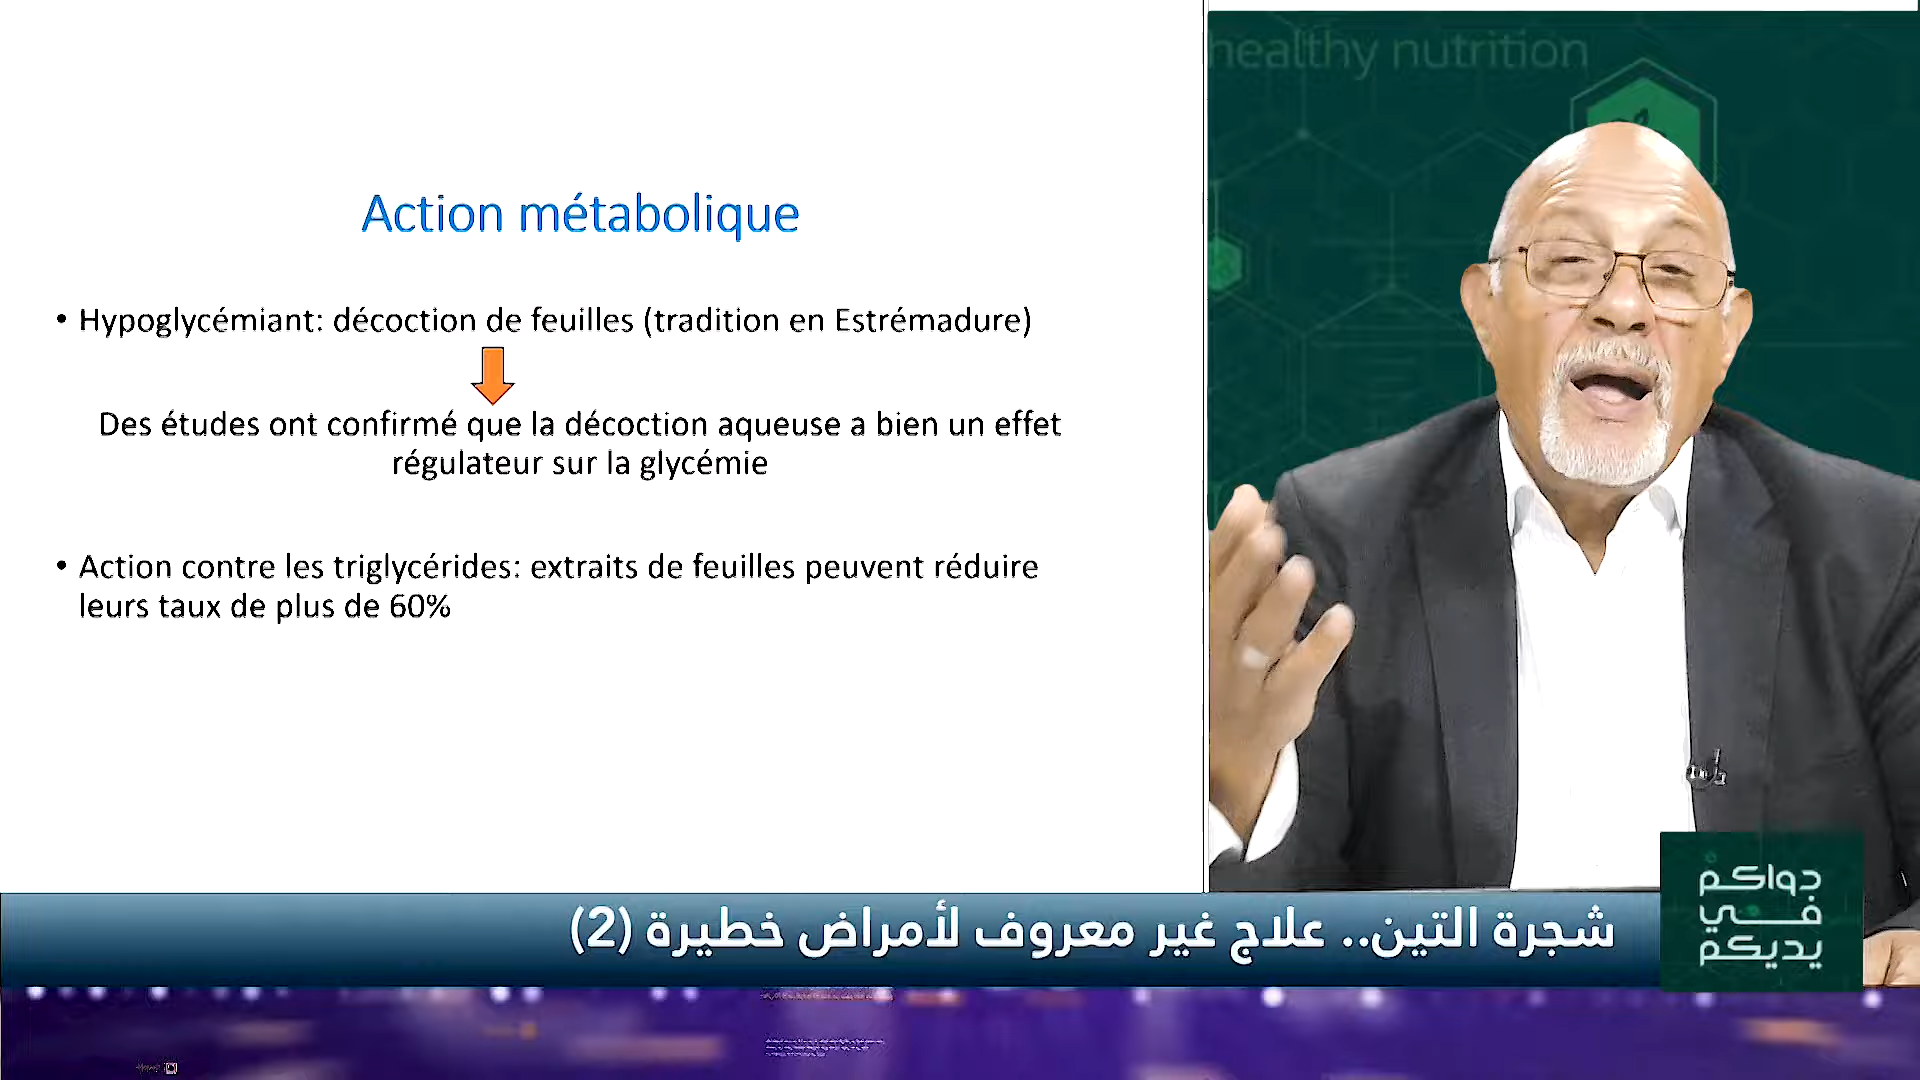 healthy nutrition
Action métabolique
• Hypoglycémiant: décoction de feuilles (tradition en Estrémadure)
Des études ont confirmé que la décoction aqueuse a bien un effet
régulateur sur la glycémie
• Action contre les triglycérides: extraits de feuilles peuvent réduire
leurs taux de plus de 60%
شجرة التين.. علاج غير معروف لأمراض خطيرة (2)
دواكم
في
يديكم